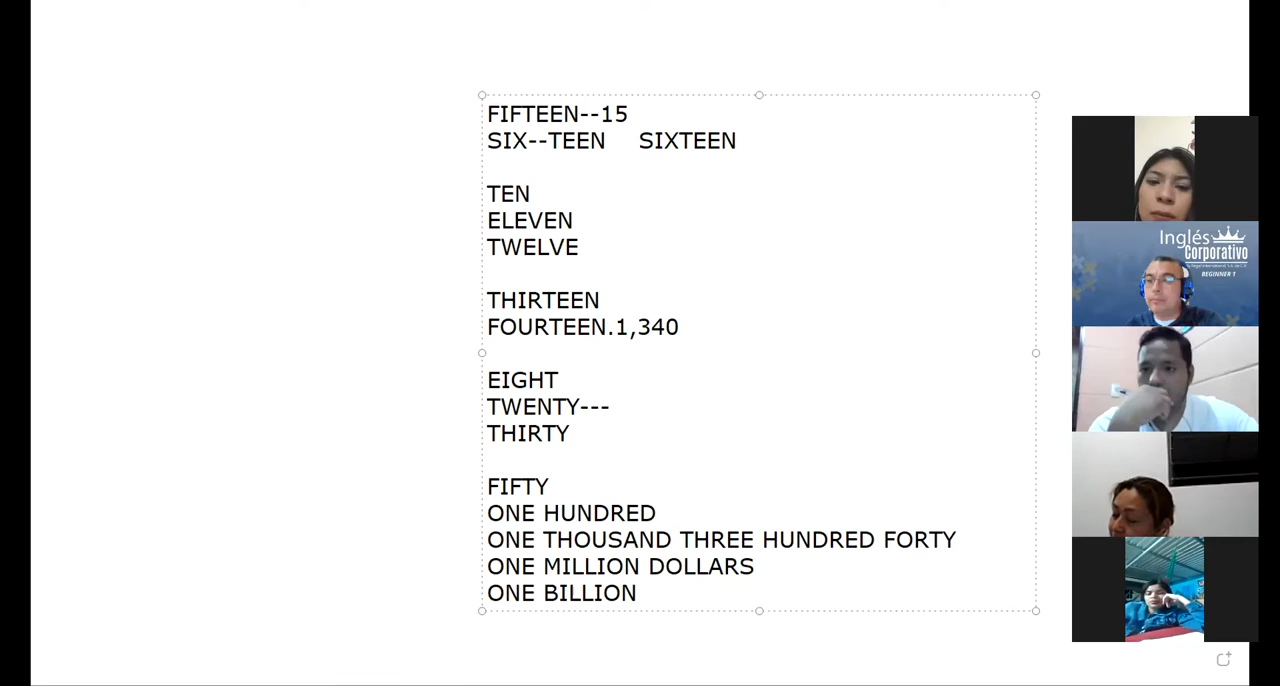 FIFTEEN--15
SIX--TEEN SIXTEEN
TEN
ELEVEN
TWELVE
THIRTEEN
FOURTEEN.1,340
EIGHT
TWENTY---
THIRTY
FIFTY
ONE HUNDRED
ONE THOUSAND THREE HUNDRED FORTY
ONE MILLION DOLLARS
ONE BILLION
Inglés
Corporativo
BEGINNER 1